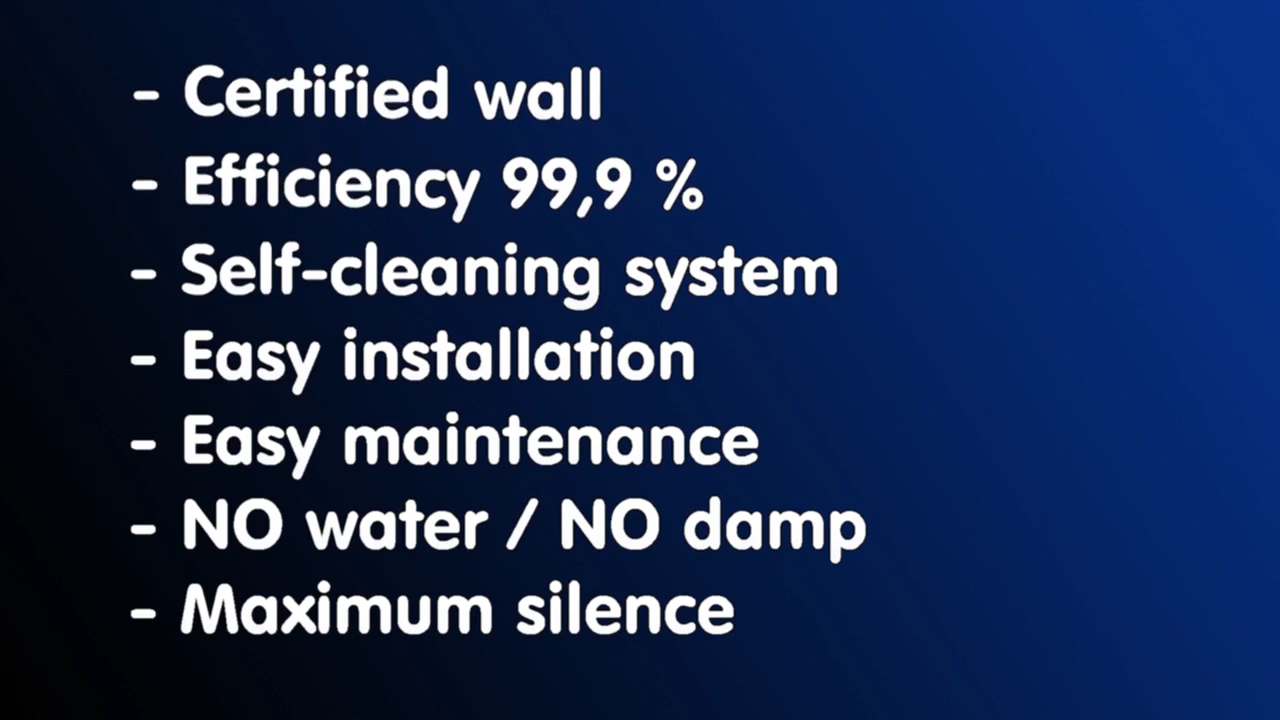 - Certified wall
- Efficiency 99,9 %
- Self-cleaning system
- Easy installation
- Easy maintenance
- NO water / NO damp
- Maximum silence